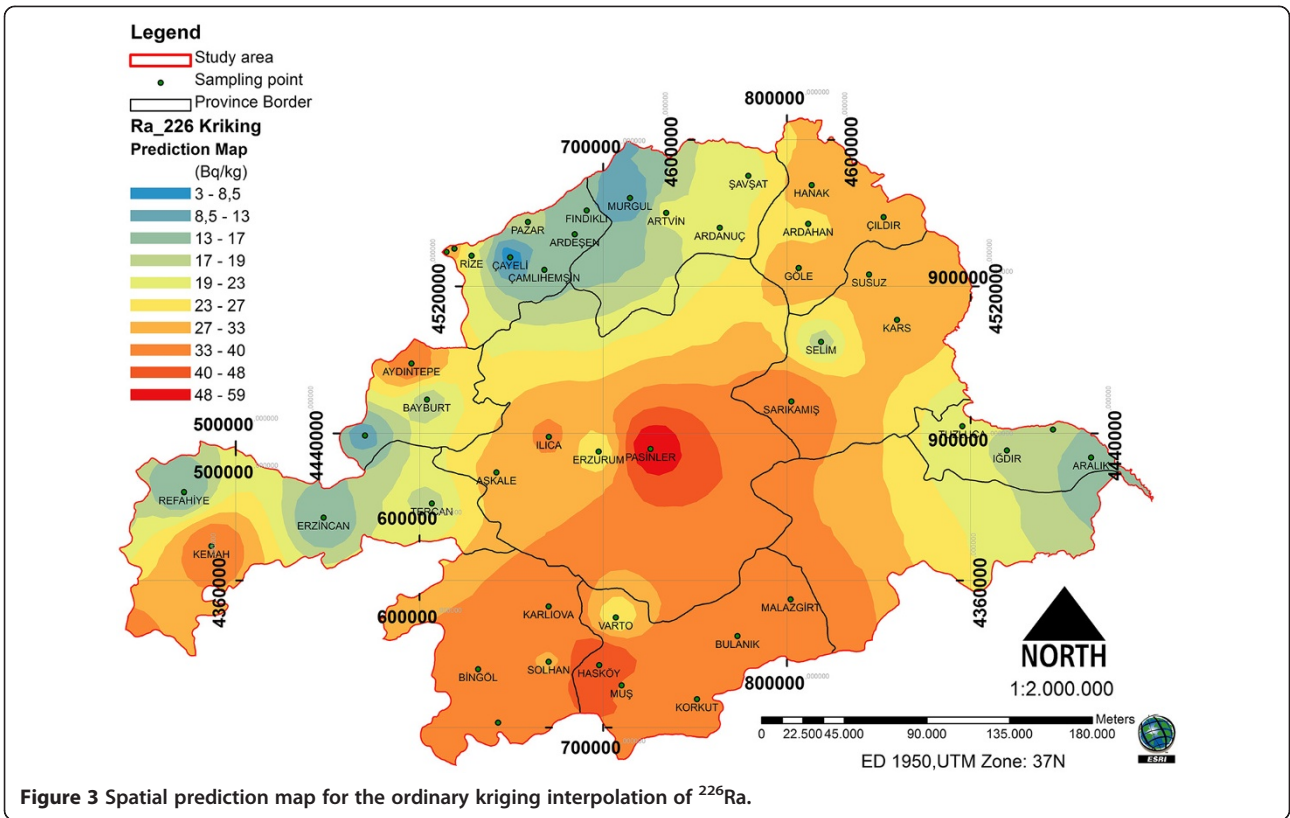 Legend
Study area
Sampling point
Province Border
Ra_226 Kriking
Prediction Map
(Bq/kg)
3 - 8,5
8,5 - 13
13 - 17
17 - 19
19 - 23
23 - 27
27 - 33
33 - 40
40 - 48
48 - 59
800000
700000
4600000
4600000
ŞAVŞAT
HANAK
MURGUL
FINDIKLI
ARTVİN
PAZAR
ARDEŞEN
ARDANUÇ
ARDAHAN
ÇILDIR
RİZE
ÇAYELİ
ÇAMLIHEMŞİN
GÖLE
SUSUZ
900000
4520000
4520000
KARS
SELİM
AYDINTEPE
BAYBURT
SARIKAMIŞ
500000
4440000
ILICA
ERZURUM
PASİNLER
TUZLUCA
900000
4440000
IĞDIR
ARALIK
500000
AŞKALE
REFAHİYE
ERZİNCAN
TERCAN
600000
KEMAH
4360000
4360000
600000
KARLIOVA
VARTO
MALAZGİRT
BULANIK
SOLHAN
HASKÖY
BİNGÖL
MUŞ
KORKUT
800000
700000
NORTH
1:2.000.000
Meters
0 22.500 45.000 90.000 135.000 180.000
ED 1950,UTM Zone: 37N
ESRI
Figure 3 Spatial prediction map for the ordinary kriging interpolation of ²²⁶Ra.